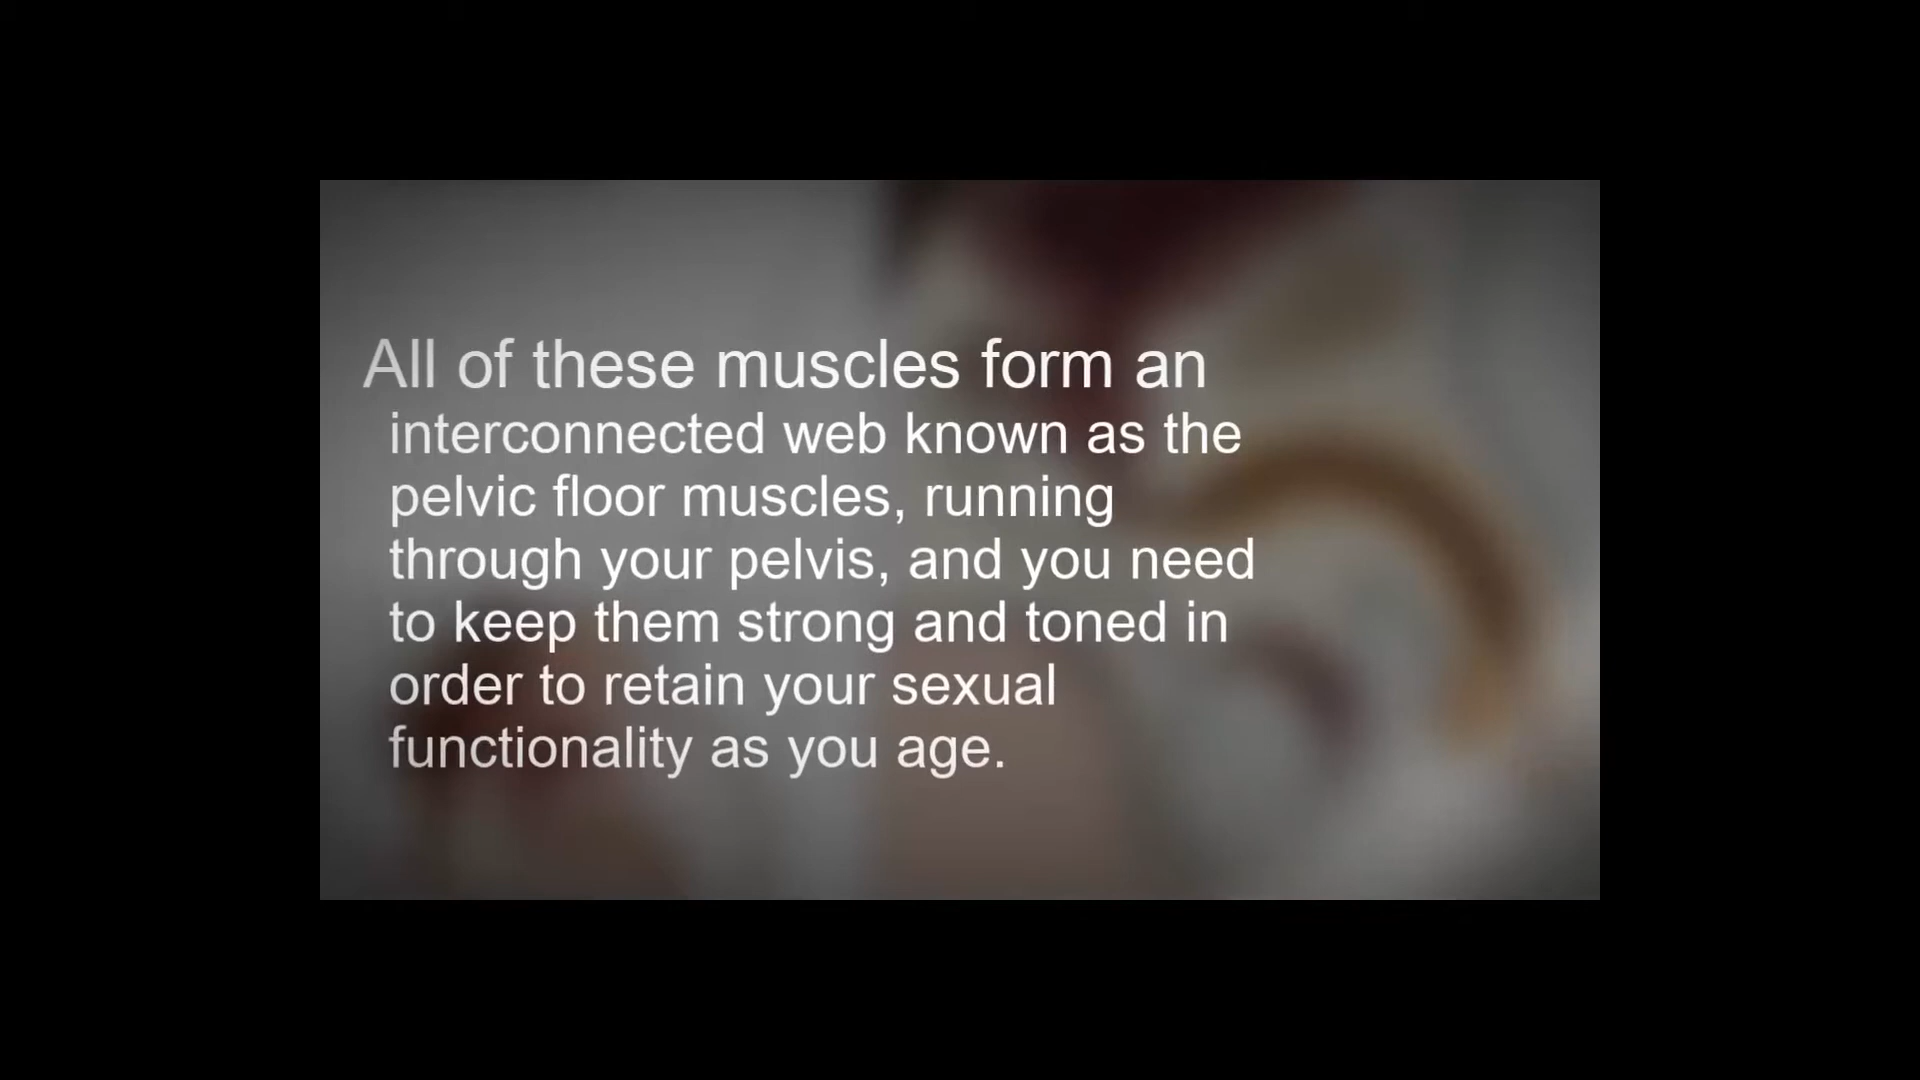 All of these muscles form an
interconnected web known as the
pelvic floor muscles, running
through your pelvis, and you need
to keep them strong and toned in
order to retain your sexual
functionality as you age.